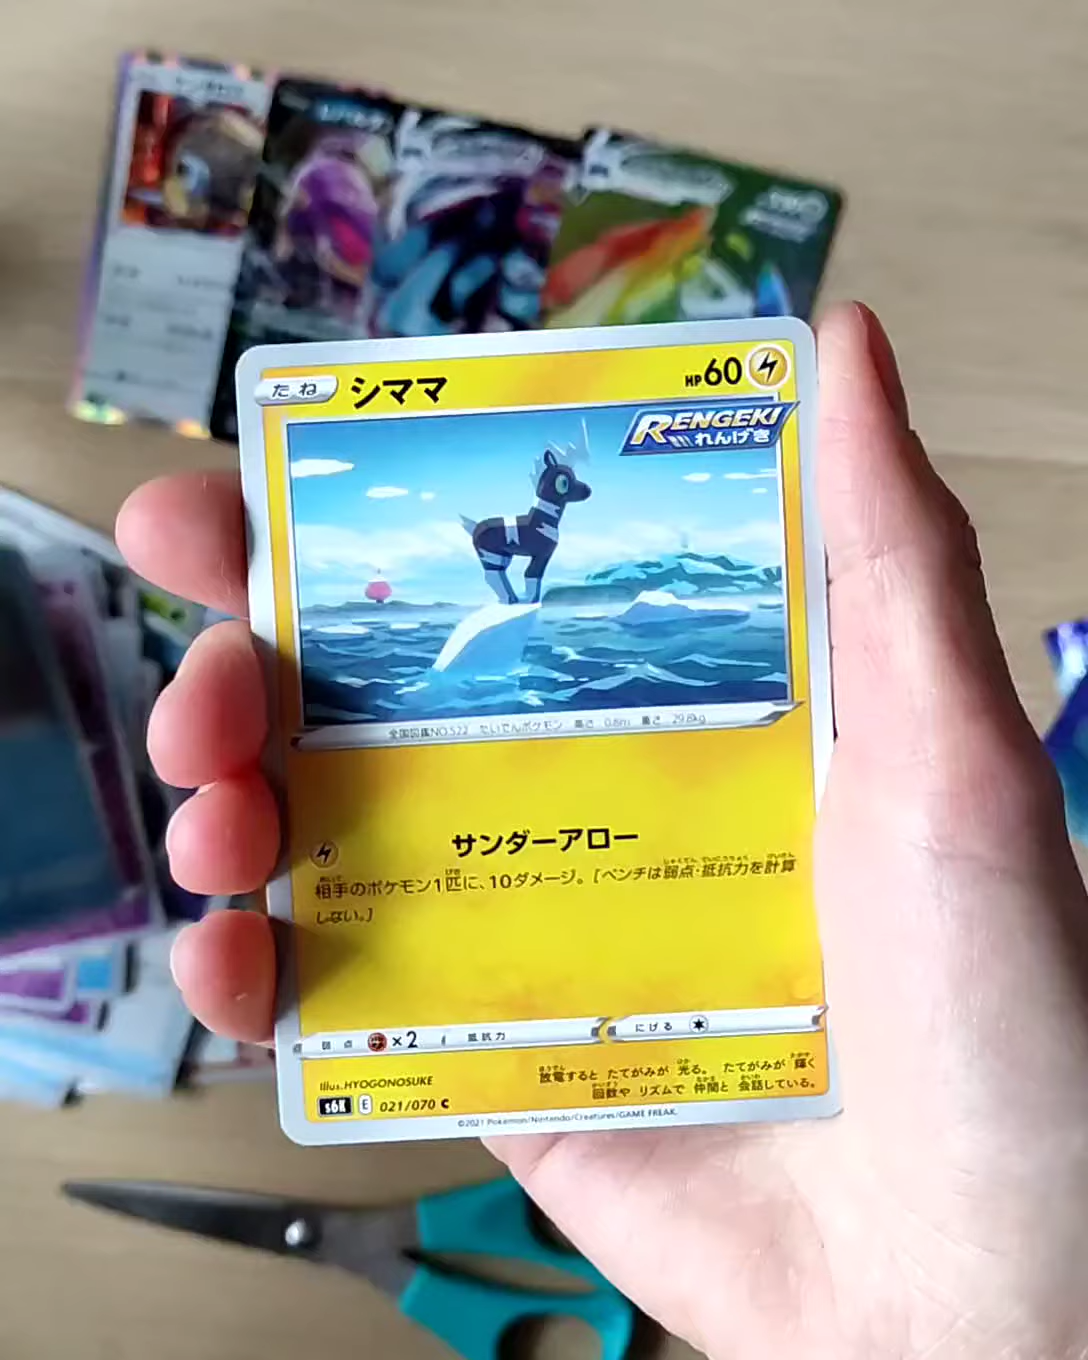 たね シママ HP60
RENGEKI
れんげき
全国図鑑NO.522 たいでんポケモン 高さ 0.8m 重さ 29.8kg
サンダーアロー
相手のポケモン1匹に、10ダメージ。[ベンチは弱点・抵抗力を計算
しない。]
弱点 ×2 抵抗力 にげる
放電すると たてがみが 光る。 たてがみが 輝く
回数や リズムで 仲間と 会話している。
Illus.HYOGONOSUKE
s6K E 021/070 C
©2021 Pokémon/Nintendo/Creatures/GAME FREAK.